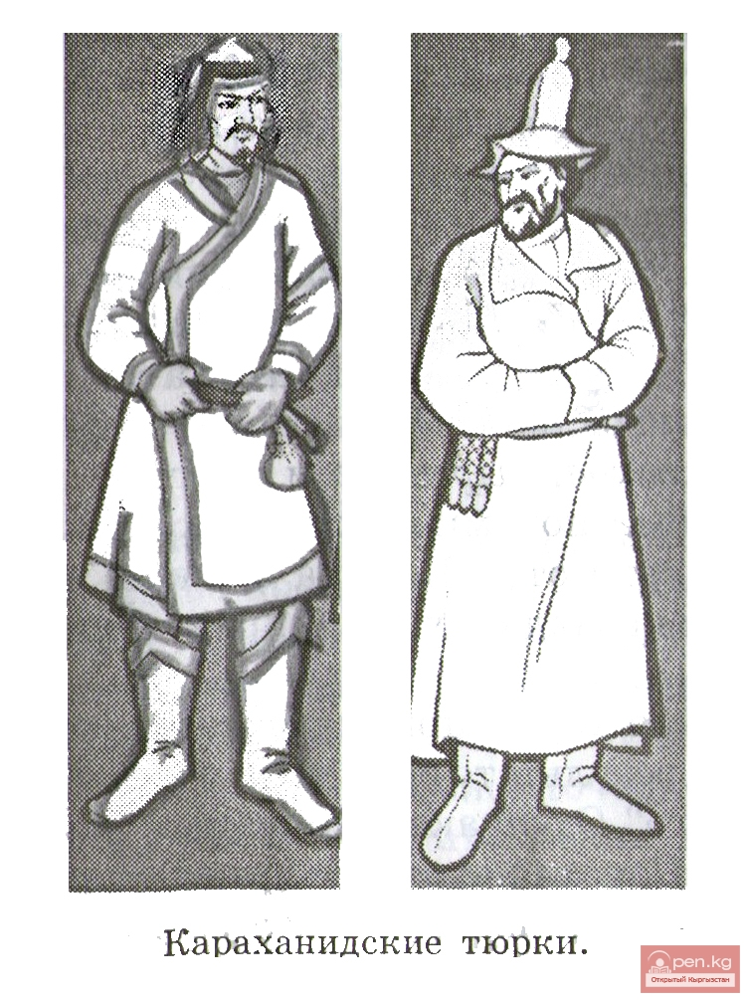 Караханидские тюрки.
Open.kg
Открытый Кыргызстан